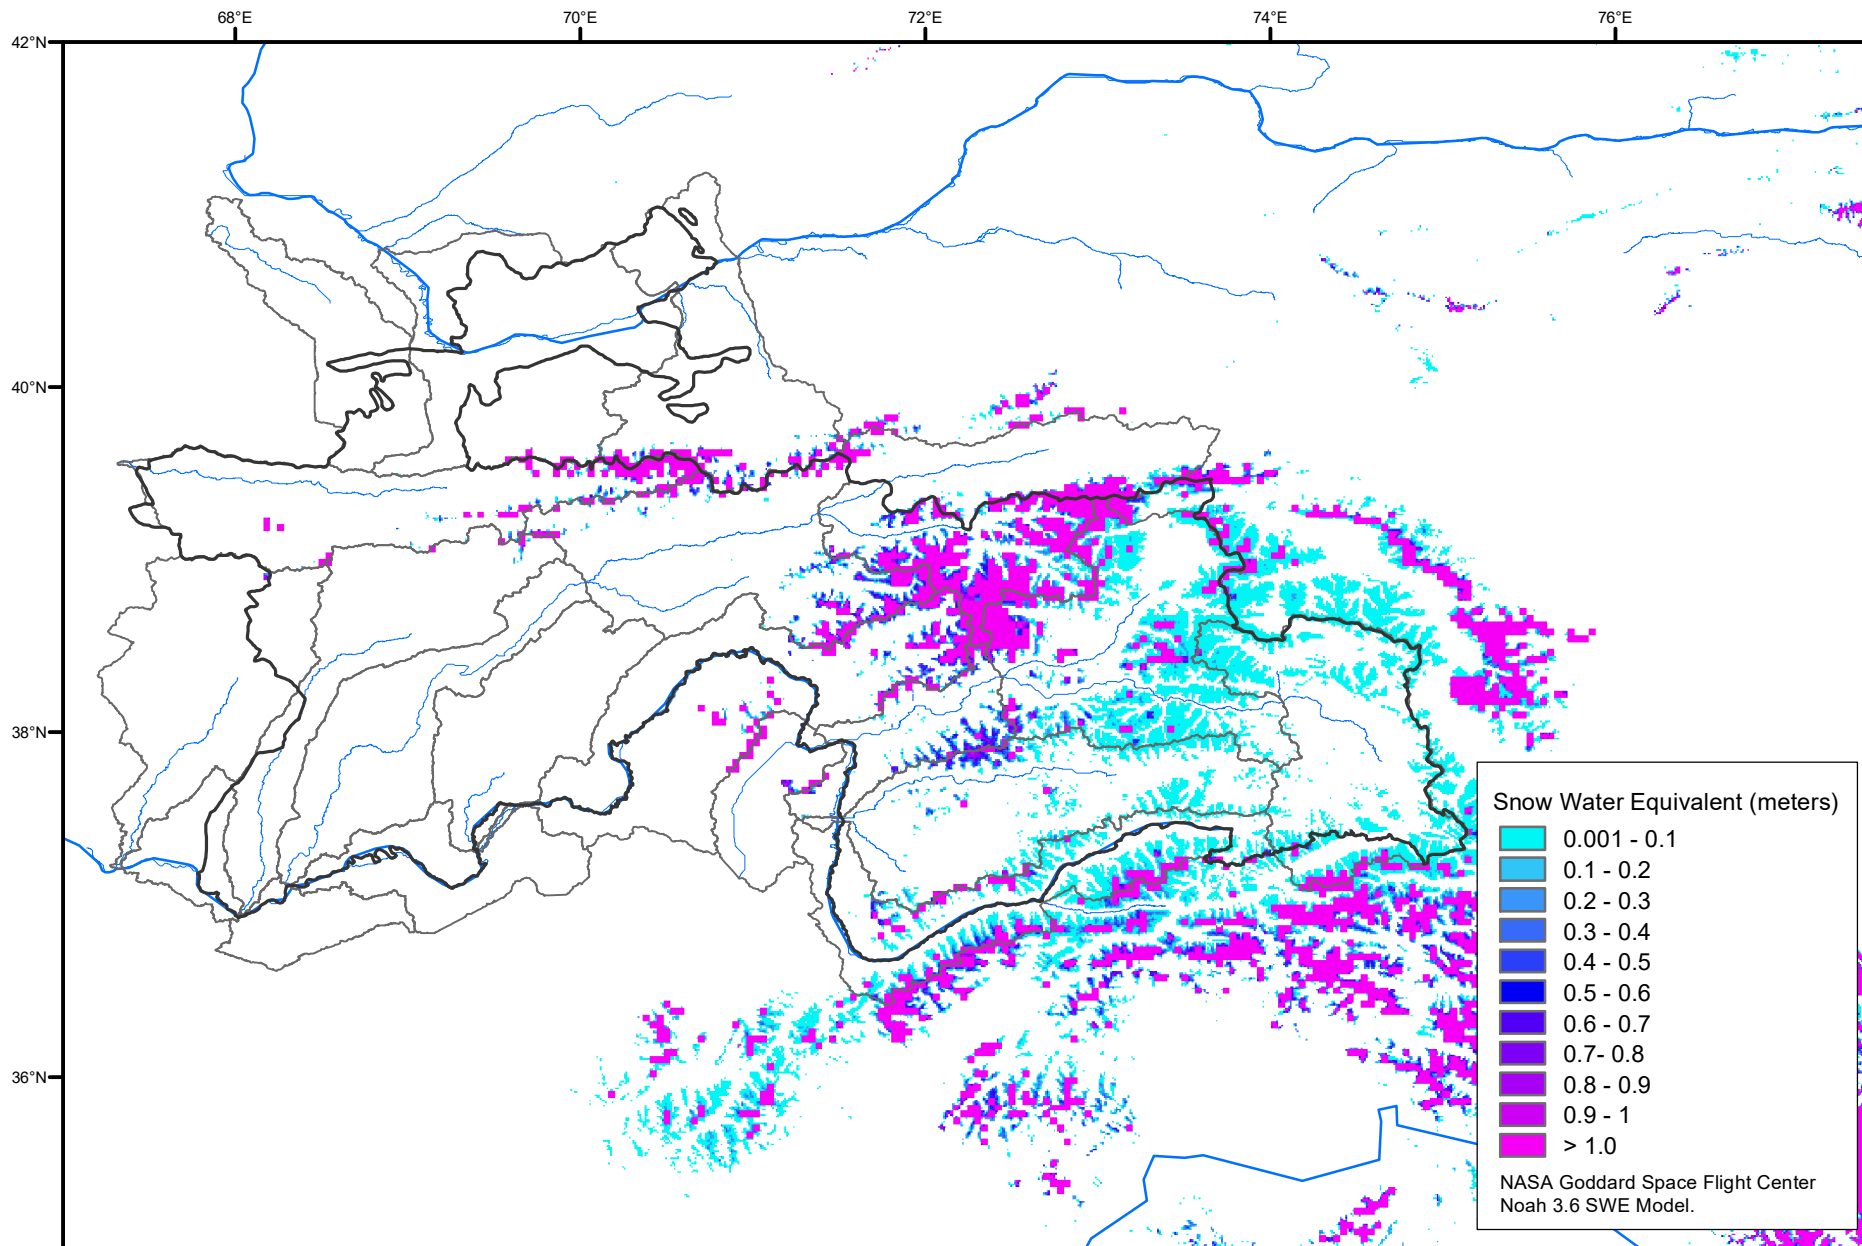 68°E
70°E
72°E
74°E
76°E
42°N
40°N
38°N
36°N
Snow Water Equivalent (meters)
0.001 - 0.1
0.1 - 0.2
0.2 - 0.3
0.3 - 0.4
0.4 - 0.5
0.5 - 0.6
0.6 - 0.7
0.7- 0.8
0.8 - 0.9
0.9 - 1
> 1.0
NASA Goddard Space Flight Center
Noah 3.6 SWE Model.